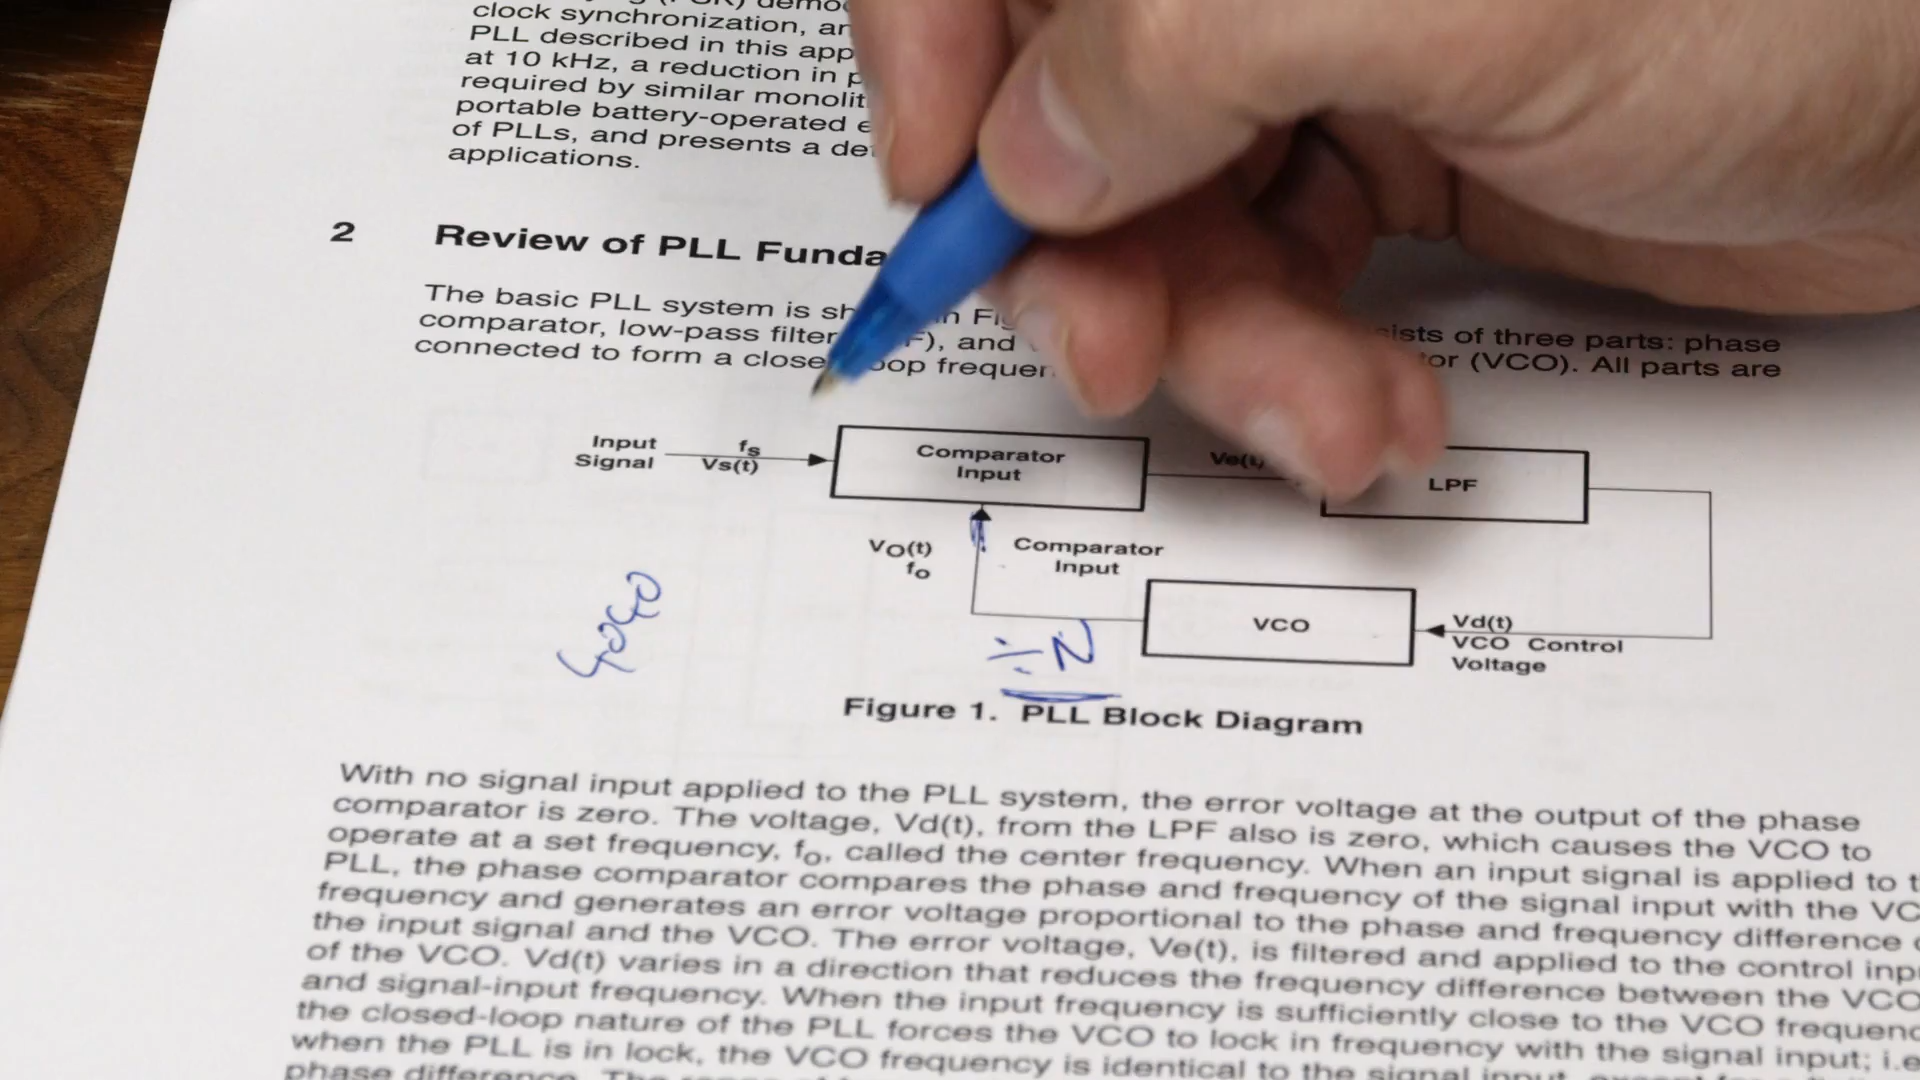 clock synchronization, an
PLL described in this app
at 10 kHz, a reduction in p
required by similar monolit
portable battery-operated e
of PLLs, and presents a de
applications.
2 Review of PLL Funda
The basic PLL system is sh in Fig sists of three parts: phase
comparator, low-pass filter F), and tor (VCO). All parts are
connected to form a close oop frequen
Input
Signal
fs
Vs(t)
Comparator
Input
Ve(t)
LPF
VO(t)
fo
Comparator
Input
VCO
Vd(t)
VCO Control
Voltage
4040
÷N
Figure 1. PLL Block Diagram
With no signal input applied to the PLL system, the error voltage at the output of the phase
comparator is zero. The voltage, Vd(t), from the LPF also is zero, which causes the VCO to
operate at a set frequency, fo, called the center frequency. When an input signal is applied to t
PLL, the phase comparator compares the phase and frequency of the signal input with the VC
frequency and generates an error voltage proportional to the phase and frequency difference o
the input signal and the VCO. The error voltage, Ve(t), is filtered and applied to the control inp
of the VCO. Vd(t) varies in a direction that reduces the frequency difference between the VCO
and signal-input frequency. When the input frequency is sufficiently close to the VCO frequenc
the closed-loop nature of the PLL forces the VCO to lock in frequency with the signal input; i.e
when the PLL is in lock, the VCO frequency is identical to the signal input, except for
phase difference. The